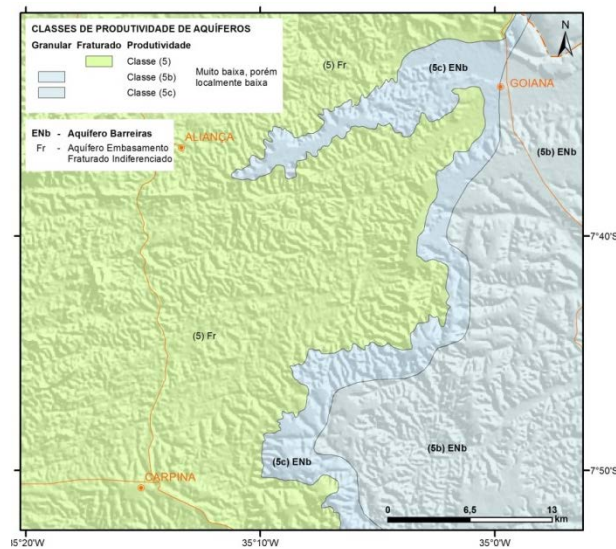 CLASSES DE PRODUTIVIDADE DE AQUÍFEROS
Granular Fraturado Produtividade
Classe (5)
Classe (5b)
Classe (5c)
Muito baixa, porém
localmente baixa
ENb - Aquífero Barreiras
Fr - Aquífero Embasamento
Fraturado Indiferenciado
N
(5) Fr
(5c) ENb
GOIANA
ALIANÇA
(5b) ENb
7°40'S
(5) Fr
(5b) ENb
(5c) ENb
7°50'S
CARPINA
0 6,5 13
km
5°20'0"W 35°10'W 35°0'W